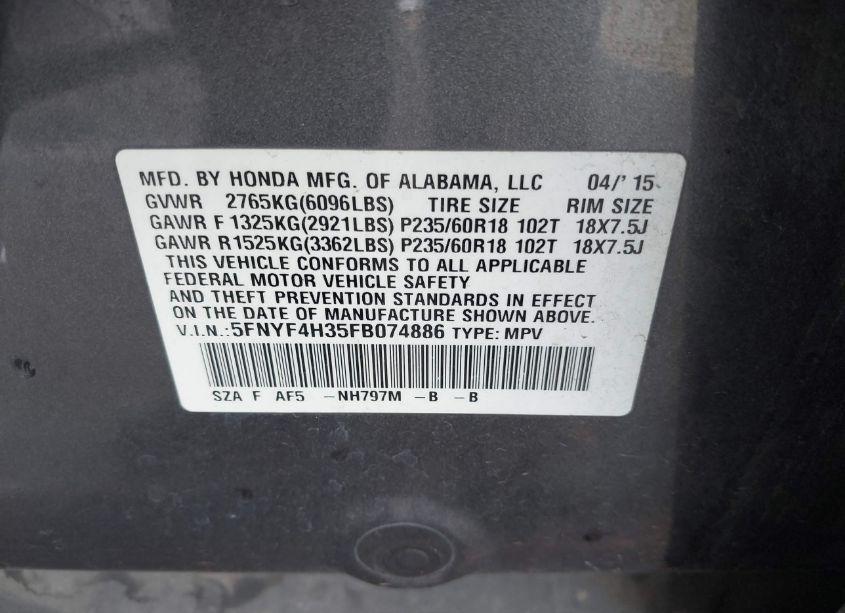 MFD. BY HONDA MFG. OF ALABAMA, LLC 04/' 15
GVWR 2765KG(6096LBS) TIRE SIZE RIM SIZE
GAWR F 1325KG(2921LBS) P235/60R18 102T 18X7.5J
GAWR R1525KG(3362LBS) P235/60R18 102T 18X7.5J
THIS VEHICLE CONFORMS TO ALL APPLICABLE
FEDERAL MOTOR VEHICLE SAFETY
AND THEFT PREVENTION STANDARDS IN EFFECT
ON THE DATE OF MANUFACTURE SHOWN ABOVE.
V.I.N.:5FNYF4H35FB074886 TYPE: MPV
SZA F AF5 -NH797M -B -B